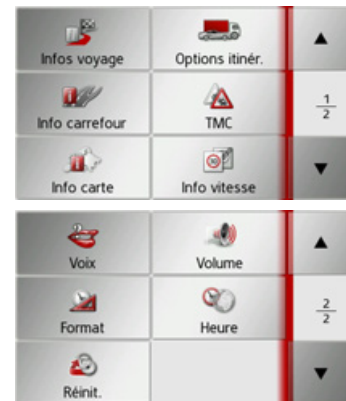 Infos voyage
Options itinér.
Info carrefour
TMC
1
2
Info carte
Info vitesse
Voix
Volume
Format
Heure
2
2
Réinit.